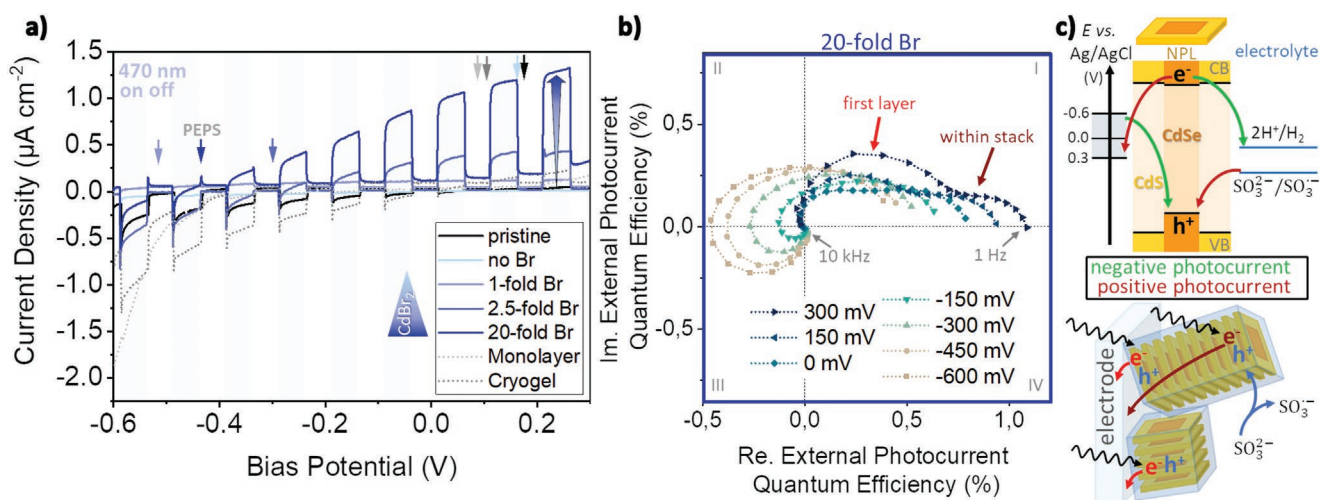 a)
470 nm
on off
PEPS
1.5
1.0
0.5
0.0
-0.5
-1.0
-1.5
-2.0
Current Density (µA cm⁻²)
-0.6
-0.4
-0.2
0.0
0.2
Bias Potential (V)
CdBr₂
pristine
no Br
1-fold Br
2.5-fold Br
20-fold Br
Monolayer
Cryogel
b)
20-fold Br
II
I
III
IV
first layer
within stack
10 kHz
1 Hz
300 mV
150 mV
0 mV
-150 mV
-300 mV
-450 mV
-600 mV
0,5
0,0
-0,5
Im. External Photocurrent
Quantum Efficiency (%)
-0,5
0,0
0,5
1,0
Re. External Photocurrent
Quantum Efficiency (%)
c)
E vs.
Ag/AgCl
(V)
NPL
electrolyte
e⁻
CB
-0.6
0.0
0.3
CdSe
CdS
2H⁺/H₂
SO₃²⁻/SO₃⁻
h⁺
VB
negative photocurrent
positive photocurrent
electrode
e⁻
h⁺
e⁻
h⁺
e⁻
h⁺
SO₃·⁻
SO₃²⁻